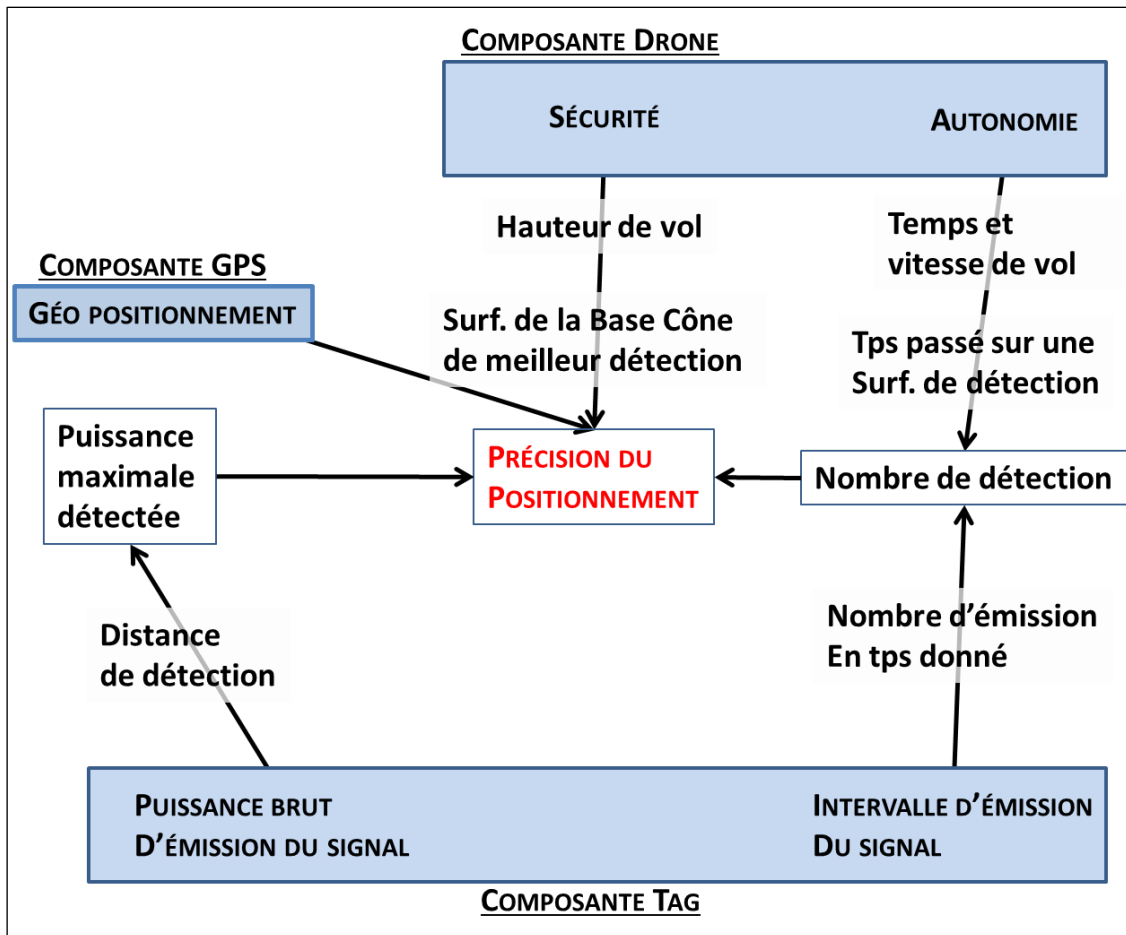 COMPOSANTE DRONE
SÉCURITÉ
AUTONOMIE
Hauteur de vol
Temps et
vitesse de vol
COMPOSANTE GPS
GÉO POSITIONNEMENT
Surf. de la Base Cône
de meilleur détection
Tps passé sur une
Surf. de détection
Puissance
maximale
détectée
PRÉCISION DU
POSITIONNEMENT
Nombre de détection
Distance
de détection
Nombre d'émission
En tps donné
PUISSANCE BRUT
D'ÉMISSION DU SIGNAL
INTERVALLE D'ÉMISSION
DU SIGNAL
COMPOSANTE TAG